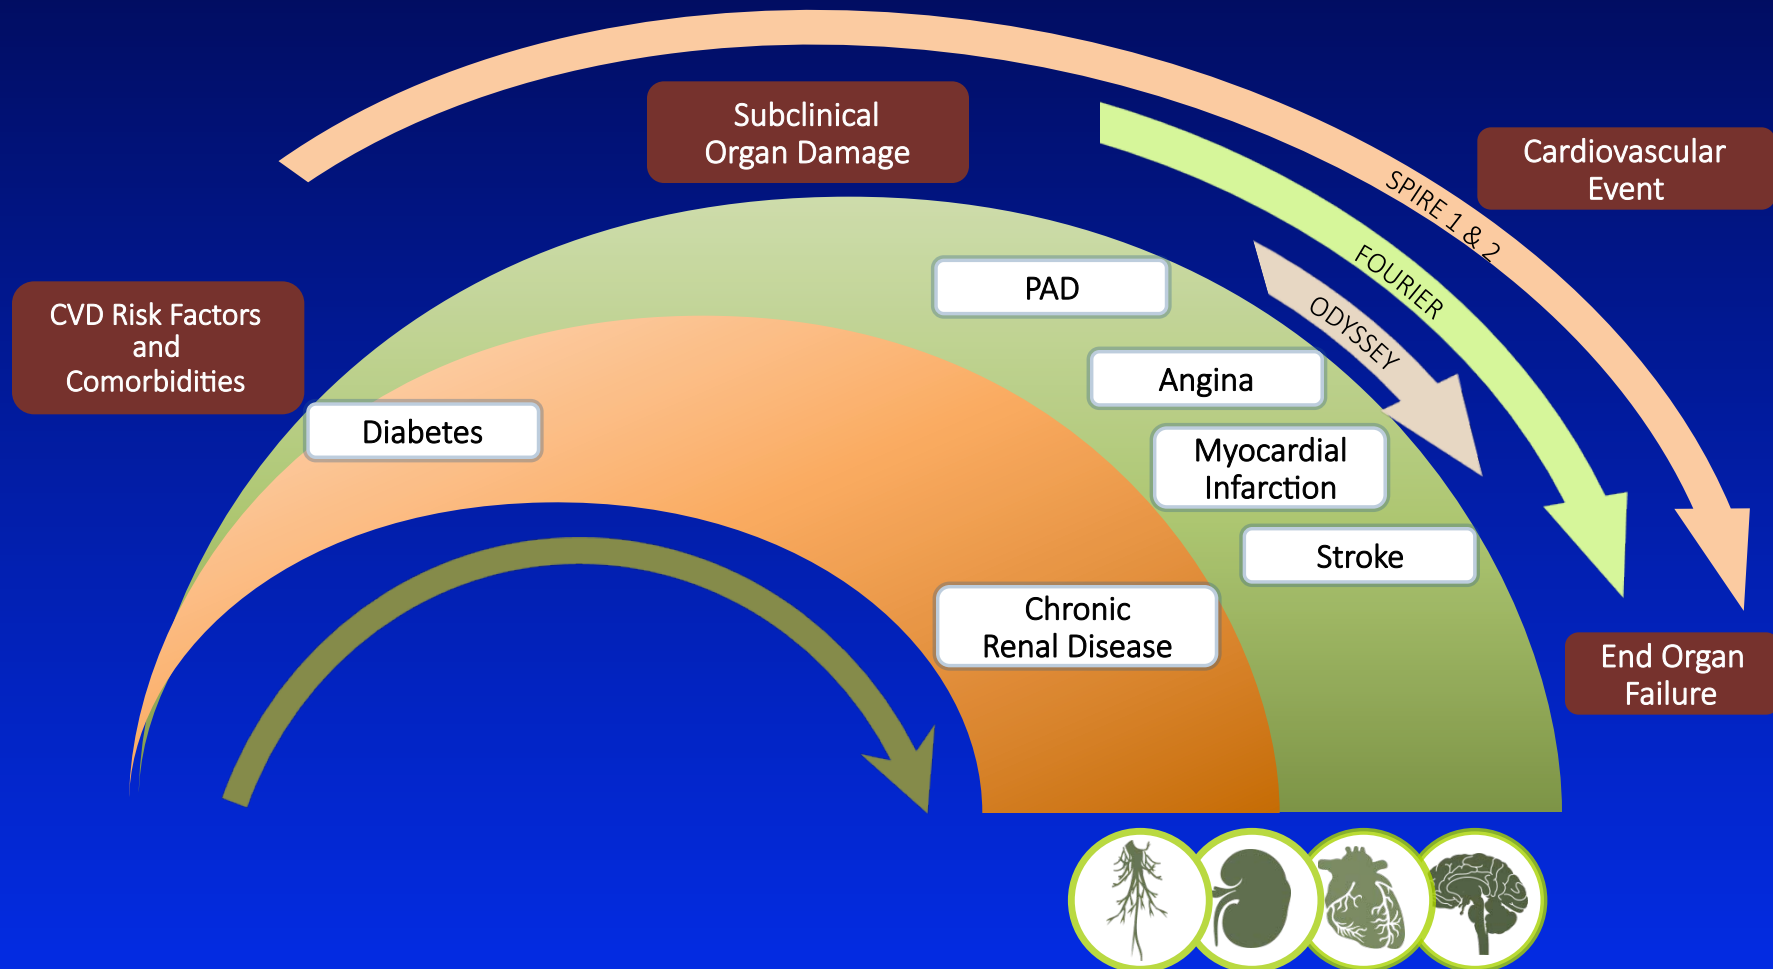 Subclinical
Organ Damage
Cardiovascular
Event
SPIRE 1 & 2
FOURIER
ODYSSEY
PAD
CVD Risk Factors
and
Comorbidities
Angina
Diabetes
Myocardial
Infarction
Stroke
Chronic
Renal Disease
End Organ
Failure